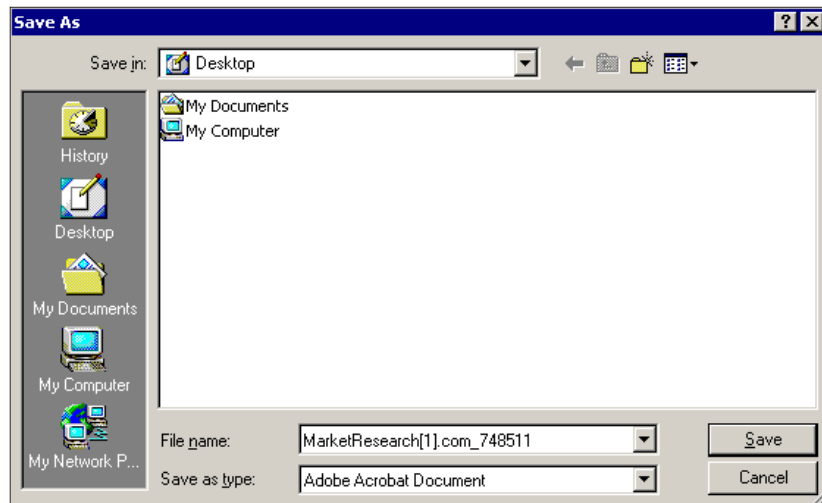 Save As
Save in: Desktop
My Documents
My Computer
History
Desktop
My Documents
My Computer
My Network P...
File name: MarketResearch[1].com_748511 Save
Save as type: Adobe Acrobat Document Cancel